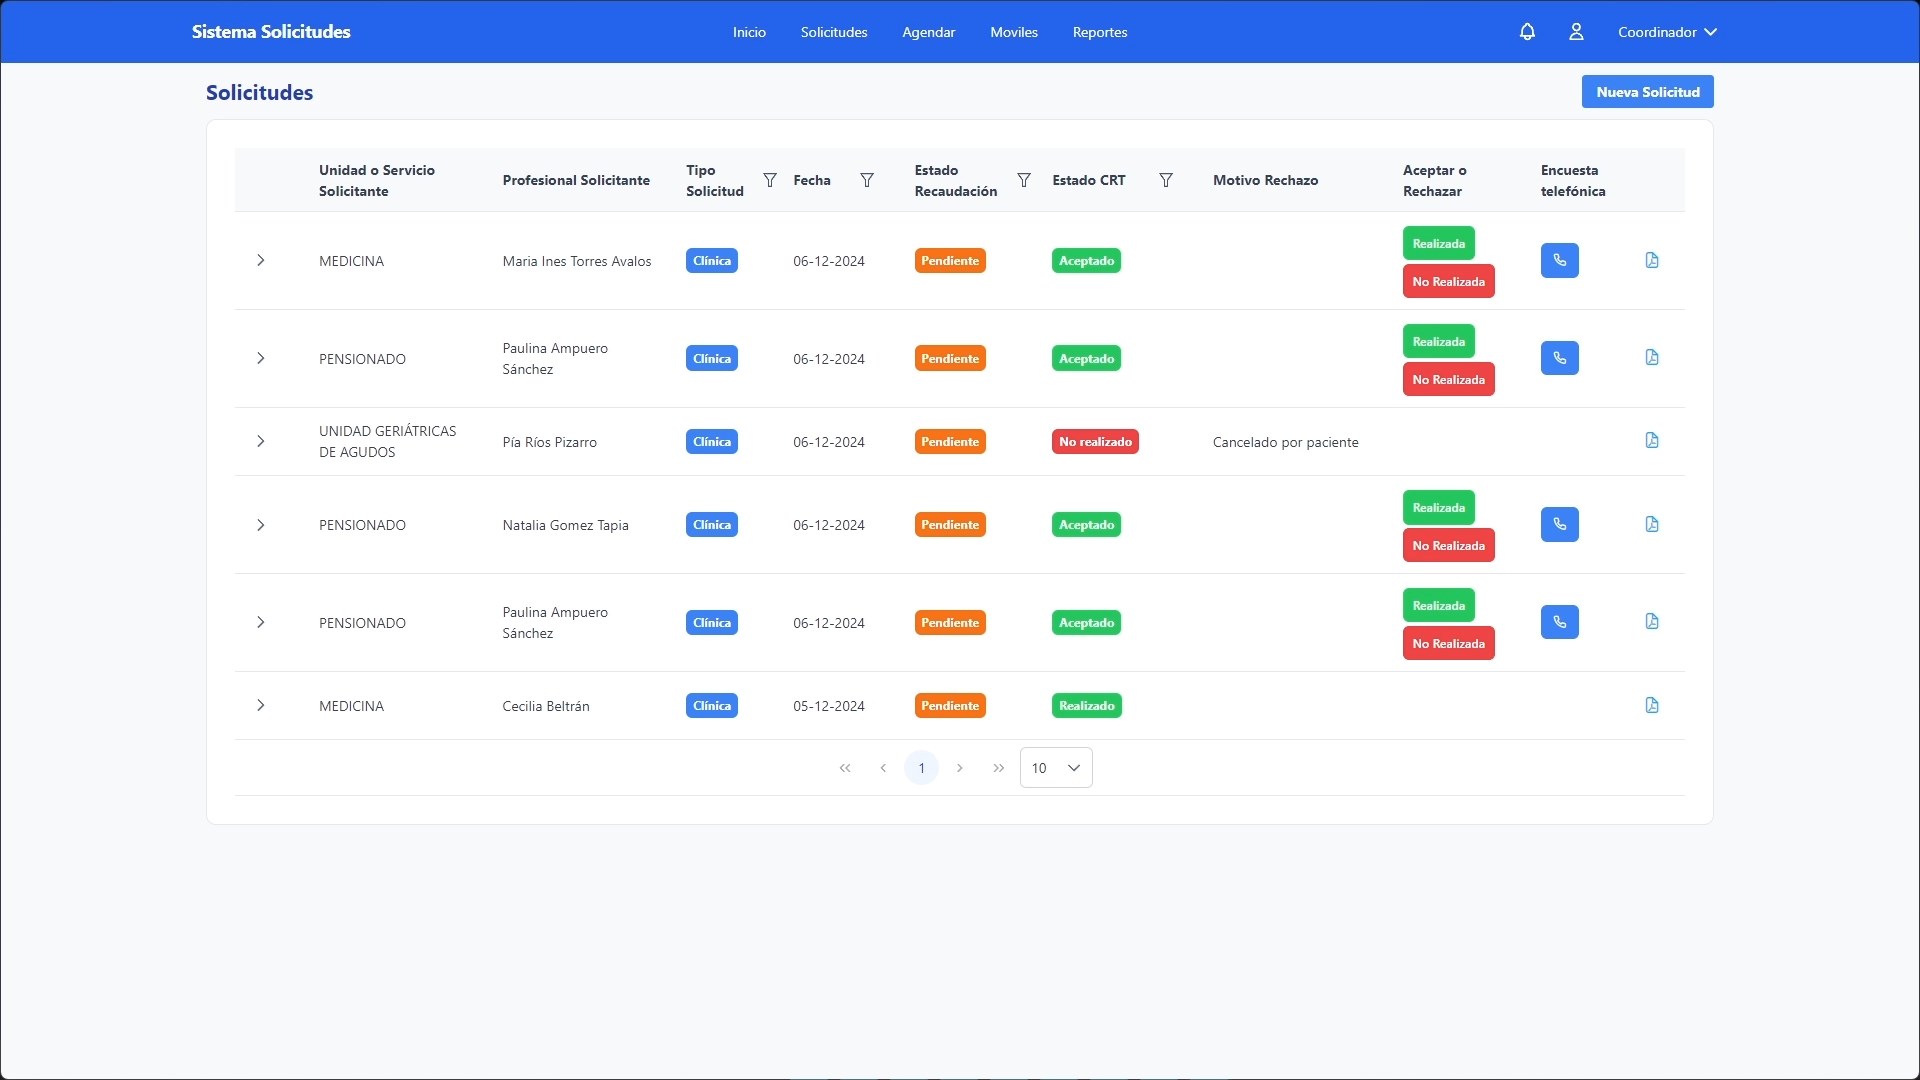 Sistema Solicitudes
Inicio
Solicitudes
Agendar
Moviles
Reportes
Coordinador
Solicitudes
Nueva Solicitud
Unidad o Servicio
Solicitante
Profesional Solicitante
Tipo
Solicitud
Fecha
Estado
Recaudación
Estado CRT
Motivo Rechazo
Aceptar o
Rechazar
Encuesta
telefónica
MEDICINA
Maria Ines Torres Avalos
Clínica
06-12-2024
Pendiente
Aceptado
Realizada
No Realizada
PENSIONADO
Paulina Ampuero
Sánchez
Clínica
06-12-2024
Pendiente
Aceptado
Realizada
No Realizada
UNIDAD GERIÁTRICAS
DE AGUDOS
Pía Ríos Pizarro
Clínica
06-12-2024
Pendiente
No realizado
Cancelado por paciente
PENSIONADO
Natalia Gomez Tapia
Clínica
06-12-2024
Pendiente
Aceptado
Realizada
No Realizada
PENSIONADO
Paulina Ampuero
Sánchez
Clínica
06-12-2024
Pendiente
Aceptado
Realizada
No Realizada
MEDICINA
Cecilia Beltrán
Clínica
05-12-2024
Pendiente
Realizado
1
10